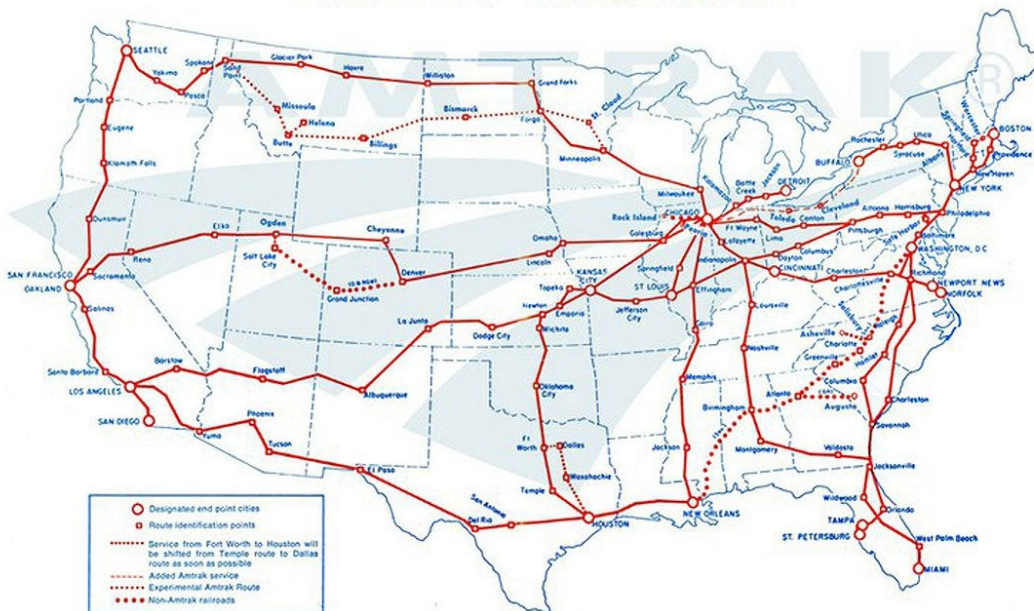 AMTRAK®
SEATTLE
Spokane
Sand Point
Glacier Park
Havre
Williston
Grand Forks
Yakima
Pasco
Portland
Missoula
Helena
Butte
Billings
Bismarck
Fargo
St. Cloud
Minneapolis
Eugene
Klamath Falls
Dunsmuir
Milwaukee
Kalamazoo
Battle Creek
Jackson
DETROIT
BUFFALO
Rochester
Syracuse
Utica
Albany
Springfield
Worcester
BOSTON
Providence
New Haven
NEW YORK
Philadelphia
Rock Island
CHICAGO
Peoria
Galesburg
Ft Wayne
Toledo
Cleveland
Canton
Lima
Altoona
Harrisburg
Pittsburgh
Baltimore
WASHINGTON, D.C
SAN FRANCISCO
OAKLAND
Sacramento
Reno
Elko
Ogden
Salt Lake City
Cheyenne
Denver
Grand Junction
Omaha
Lincoln
Lafayette
Indianapolis
Dayton
Columbus
CINCINNATI
Charleston
Charlottesville
Richmond
NEWPORT NEWS
NORFOLK
Salinas
Santa Barbara
LOS ANGELES
SAN DIEGO
Barstow
Flagstaff
Albuquerque
La Junta
Dodge City
Newton
Topeka
KANSAS CITY
Emporia
Wichita
Jefferson City
ST LOUIS
Springfield
Effingham
Louisville
Nashville
Cairo
Memphis
Salisbury
Raleigh
Asheville
Charlotte
Greenville
Hamlet
Columbia
Charleston
Atlanta
Augusta
Savannah
Yuma
Phoenix
Tucson
El Paso
Oklahoma City
Ft Worth
Dallas
Waxahachie
Temple
Del Rio
San Antonio
HOUSTON
Jackson
NEW ORLEANS
Birmingham
Montgomery
Valdosta
Jacksonville
Wildwood
Orlando
TAMPA
ST. PETERSBURG
West Palm Beach
MIAMI
Designated end point cities
Route identification points
Service from Fort Worth to Houston will
be shifted from Temple route to Dallas
route as soon as possible
Added Amtrak service
Experimental Amtrak Route
Non-Amtrak railroads